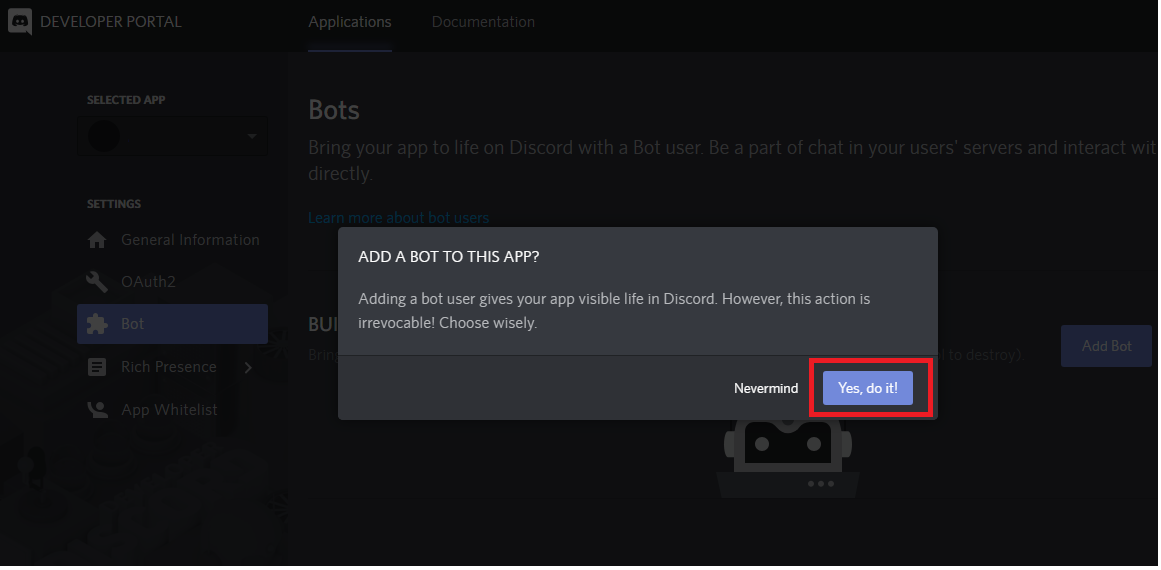 DEVELOPER PORTAL
Applications
Documentation
SELECTED APP
SETTINGS
General Information
OAuth2
Bot
Rich Presence
App Whitelist
Bots
Bring your app to life on Discord with a Bot user. Be a part of chat in your users' servers and interact wit
directly.
Learn more about bot users
BUI
Brin
l to destroy).
Add Bot
ADD A BOT TO THIS APP?
Adding a bot user gives your app visible life in Discord. However, this action is
irrevocable! Choose wisely.
Nevermind
Yes, do it!